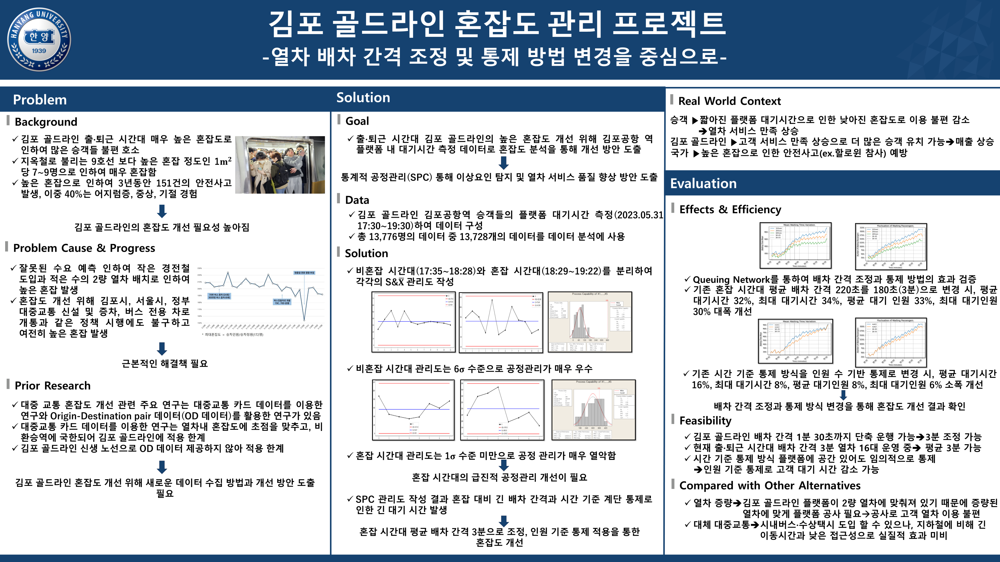 HANYANG UNIVERSITY
한양
1939
김포 골드라인 혼잡도 관리 프로젝트
-열차 배차 간격 조정 및 통제 방법 변경을 중심으로-
Problem
Background
✓ 김포 골드라인 출·퇴근 시간대 매우 높은 혼잡도로
인하여 많은 승객들 불편 호소
✓ 지옥철로 불리는 9호선 보다 높은 혼잡 정도인 1m²
당 7~9명으로 인하여 매우 혼잡함
✓ 높은 혼잡으로 인하여 3년동안 151건의 안전사고
발생, 이중 40%는 어지럼증, 중상, 기절 경험
김포 골드라인의 혼잡도 개선 필요성 높아짐
Problem Cause & Progress
✓ 잘못된 수요 예측 인하여 작은 경전철
도입과 적은 수의 2량 열차 배치로 인하여
높은 혼잡 발생
✓ 혼잡도 개선 위해 김포시, 서울시, 정부
대중교통 신설 및 증차, 버스 전용 차로
개통과 같은 정책 시행에도 불구하고
여전히 높은 혼잡 발생
현충일 연휴 영향 추정
70번 버스 증차 (24회)
3000번 버스 증차 (6회)
버스전용차로 개통
70C, 70D 운행
* 최대혼잡도 = 승차인원/승차정원(172명)
근본적인 해결책 필요
Prior Research
✓ 대중 교통 혼잡도 개선 관련 주요 연구는 대중교통 카드 데이터를 이용한
연구와 Origin-Destination pair 데이터(OD 데이터)를 활용한 연구가 있음
✓ 대중교통 카드 데이터를 이용한 연구는 열차내 혼잡도에 초점을 맞추고, 비
환승역에 국한되어 김포 골드라인에 적용 한계
✓ 김포 골드라인 신생 노선으로 OD 데이터 제공하지 않아 적용 한계
김포 골드라인 혼잡도 개선 위해 새로운 데이터 수집 방법과 개선 방안 도출
필요
Solution
Goal
✓ 출·퇴근 시간대 김포 골드라인의 높은 혼잡도 개선 위해 김포공항 역
플랫폼 내 대기시간 측정 데이터로 혼잡도 분석을 통해 개선 방안 도출
통계적 공정관리(SPC) 통해 이상요인 탐지 및 열차 서비스 품질 향상 방안 도출
Data
✓ 김포 골드라인 김포공항역 승객들의 플랫폼 대기시간 측정(2023.05.31
17:30~19:30)하여 데이터 구성
✓ 총 13,776명의 데이터 중 13,728개의 데이터를 데이터 분석에 사용
Solution
✓ 비혼잡 시간대(17:35~18:28)와 혼잡 시간대(18:29~19:22)를 분리하여
각각의 S&X̄ 관리도 작성
Process Capability of X1,...,X5
0 60 120 180 240 300 360
✓ 비혼잡 시간대 관리도는 6σ 수준으로 공정관리가 매우 우수
Process Capability of X1,...,X5
180 240 300 360 420
✓ 혼잡 시간대 관리도는 1σ 수준 미만으로 공정 관리가 매우 열악함
혼잡 시간대의 급진적 공정관리 개선이 필요
✓ SPC 관리도 작성 결과 혼잡 대비 긴 배차 간격과 시간 기준 계단 통제로
인한 긴 대기 시간 발생
혼잡 시간대 평균 배차 간격 3분으로 조정, 인원 기준 통제 적용을 통한
혼잡도 개선
Real World Context
승객 ▶짧아진 플랫폼 대기시간으로 인한 낮아진 혼잡도로 이용 불편 감소
➔열차 서비스 만족 상승
김포 골드라인 ▶고객 서비스 만족 상승으로 더 많은 승객 유치 가능➔매출 상승
국가 ▶높은 혼잡으로 인한 안전사고(ex.할로윈 참사) 예방
Evaluation
Effects & Efficiency
Mean Waiting Time Variation
220sec
200sec
180sec
18:45
18:55
Time (minutes)
Fluctuation of Waiting Passengers
220sec
200sec
180sec
18:45
18:55
Number of Waiting Passengers
Time (minutes)
✓ Queuing Network를 통하여 배차 간격 조정과 통제 방법의 효과 검증
✓ 기존 혼잡 시간대 평균 배차 간격 220초를 180초(3분)으로 변경 시, 평균
대기시간 32%, 최대 대기시간 34%, 평균 대기 인원 33%, 최대 대기인원
30% 대폭 개선
Mean Waiting Time Variation
rule1
rule2
18:45
18:55
Time (minutes)
Fluctuation of Waiting Passengers
rule1
rule2
18:45
18:55
Number of Waiting Passengers
Time (minutes)
✓ 기존 시간 기준 통제 방식을 인원 수 기반 통제로 변경 시, 평균 대기시간
16%, 최대 대기시간 8%, 평균 대기인원 8%, 최대 대기인원 6% 소폭 개선
배차 간격 조정과 통제 방식 변경을 통해 혼잡도 개선 결과 확인
Feasibility
✓ 김포 골드라인 배차 간격 1분 30초까지 단축 운행 가능➔3분 조정 가능
✓ 현재 출·퇴근 시간대 배차 간격 3분 열차 16대 운영 중➔ 평균 3분 가능
✓ 시간 기준 통제 방식 플랫폼에 공간 있어도 임의적으로 통제
➔인원 기준 통제로 고객 대기 시간 감소 가능
Compared with Other Alternatives
✓ 열차 증량➔김포 골드라인 플랫폼이 2량 열차에 맞춰져 있기 때문에 증량된
열차에 맞게 플랫폼 공사 필요→공사로 고객 열차 이용 불편
✓ 대체 대중교통➔시내버스·수상택시 도입 할 수 있으나, 지하철에 비해 긴
이동시간과 낮은 접근성으로 실질적 효과 미비